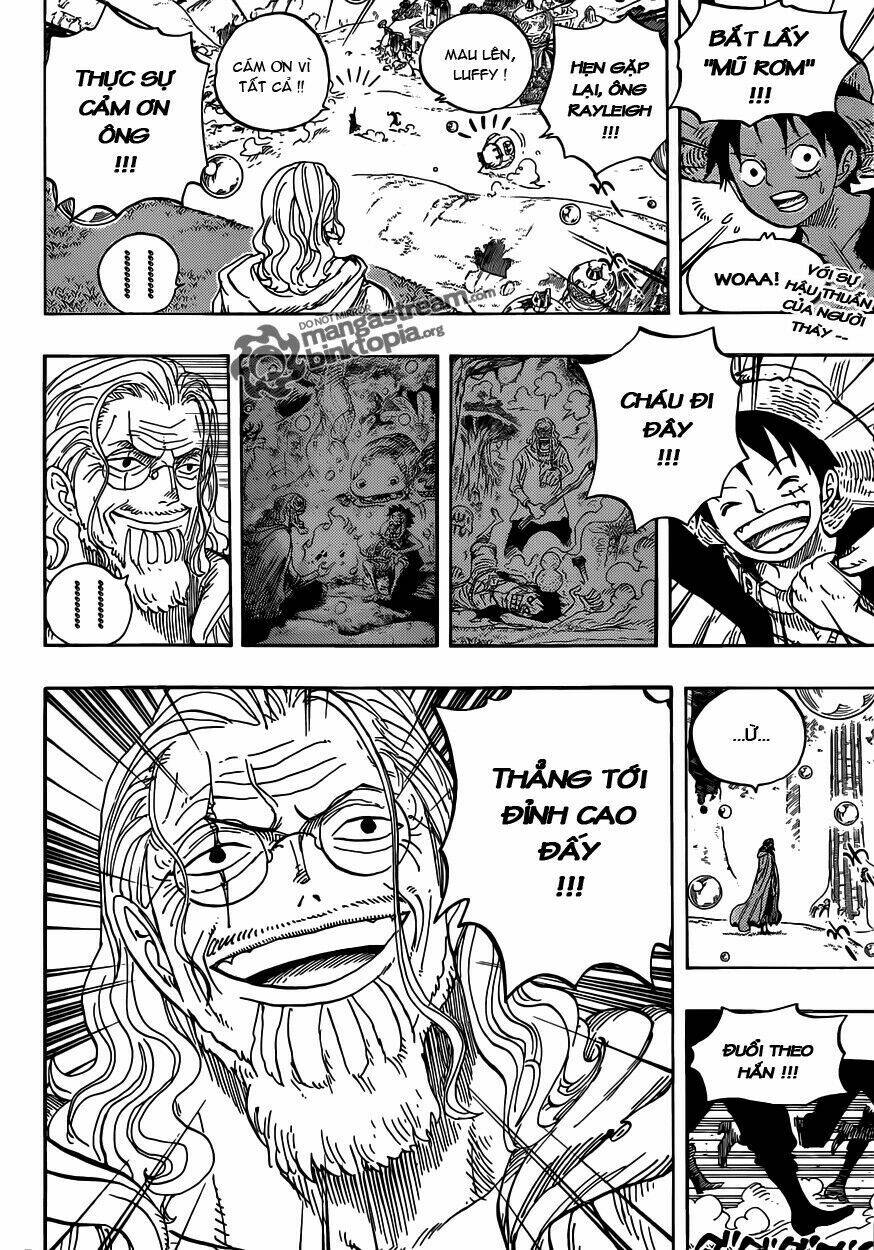 BẮT LẤY
"MŨ RƠM"
!!!
WOAA!
VỚI SỰ
HẬU THUẪN
CỦA NGƯỜI
THẦY --
HẸN GẶP
LẠI, ÔNG
RAYLEIGH
!!!
MAU LÊN,
LUFFY !
CÁM ƠN VÌ
TẤT CẢ !!
THỰC SỰ
CẢM ƠN
ÔNG
!!!
DO NOT MIRROR
mangastream.com
binktopia.org
CHÁU ĐI
ĐÂY
!!!
...Ừ...
THẲNG TỚI
ĐỈNH CAO
ĐẤY
!!!
ĐUỔI THEO
HẮN !!!